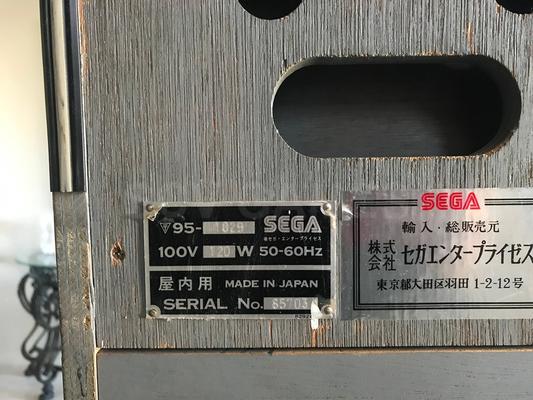 ▽95- 029 SEGA
株式会社 セガ・エンタープライゼス
100V 120 W 50-60Hz
屋内用 MADE IN JAPAN
SERIAL No.
SEGA
輸入・総販売元
株式会社 セガエンタープライゼス
東京都大田区羽田 1-2-12号